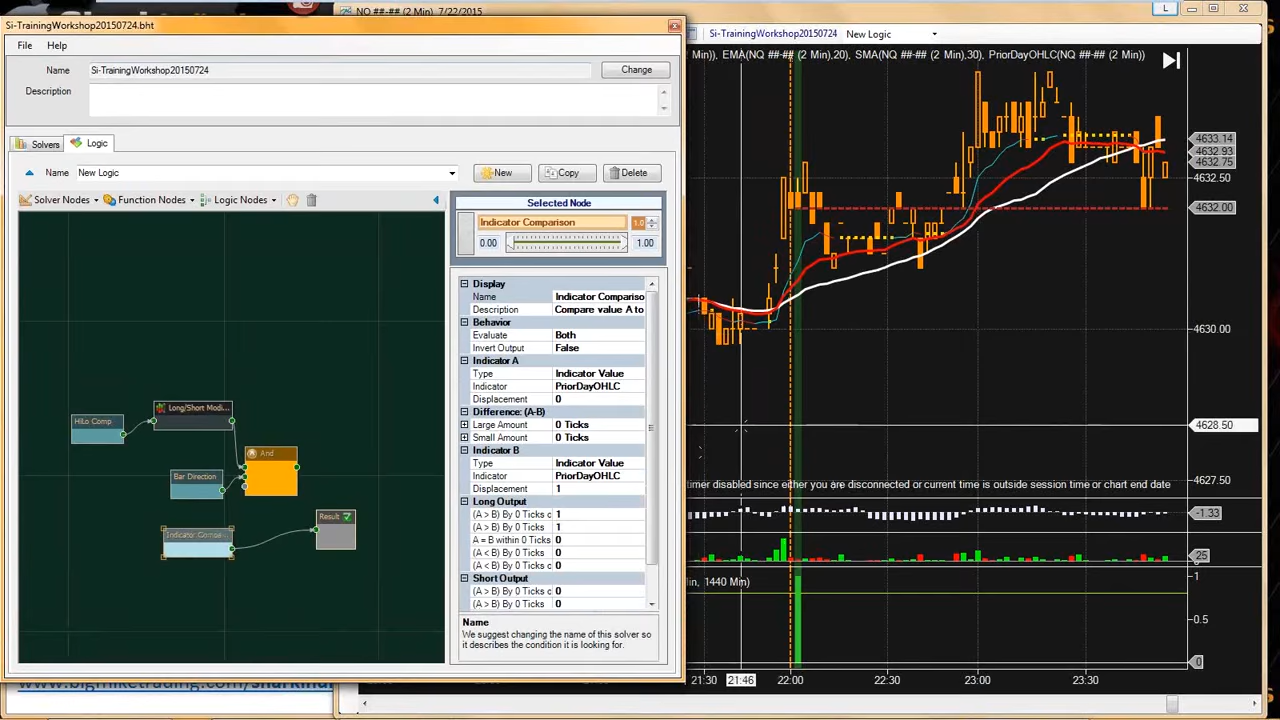 Si-TrainingWorkshop20150724.bht
File Help
Name Si-TrainingWorkshop20150724 Change
Description
Solvers Logic
Name New Logic New Copy Delete
Solver Nodes Function Nodes Logic Nodes
HiLo Comp
Long/Short Modi...
And
Bar Direction
Result
Selected Node
Indicator Comparison 1.0
0.00 1.00
Display
Name Indicator Compariso
Description Compare value A to
Behavior
Evaluate Both
Invert Output False
Indicator A
Type Indicator Value
Indicator PriorDayOHLC
Displacement 0
Difference: (A-B)
Large Amount 0 Ticks
Small Amount 0 Ticks
Indicator B
Type Indicator Value
Indicator PriorDayOHLC
Displacement 1
Long Output
(A > B) By 0 Ticks c 1
(A > B) By 0 Ticks 1
A = B within 0 Ticks 0
(A < B) By 0 Ticks 0
(A < B) By 0 Ticks c 0
Short Output
(A > B) By 0 Ticks c 0
(A > B) By 0 Ticks 0
Name
We suggest changing the name of this solver so
it describes the condition it is looking for.
NQ ##-## (2 Min) 7/22/2015
L
Si-TrainingWorkshop20150724 New Logic
(2 Min)), EMA(NQ ##-## (2 Min),20), SMA(NQ ##-## (2 Min),30), PriorDayOHLC(NQ ##-## (2 Min))
4633.14
4632.93
4632.75
4632.50
4632.00
4630.00
4628.50
4627.50
timer disabled since either you are disconnected or current time is outside session time or chart end date
-1.33
25
in, 1440 Min)
1
0.5
0
21:30 21:46 22:00 22:30 23:00 23:30